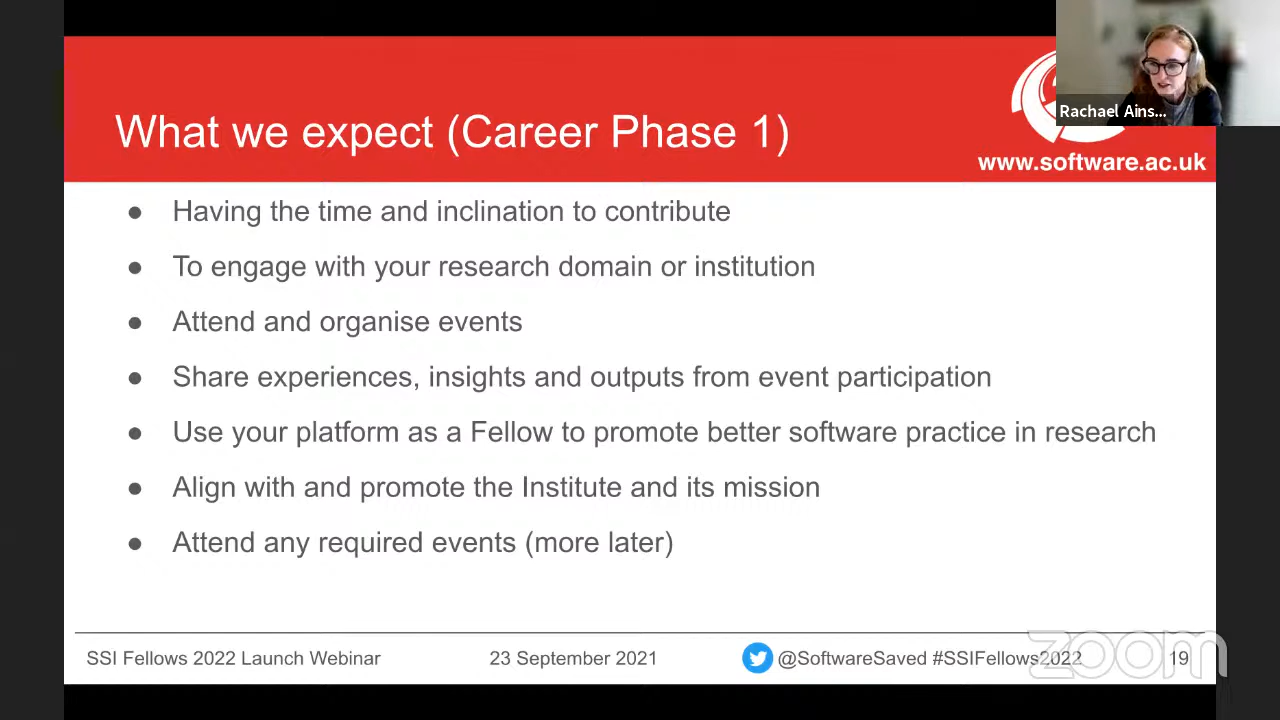 Rachael Ains...
What we expect (Career Phase 1)
www.software.ac.uk
● Having the time and inclination to contribute
● To engage with your research domain or institution
● Attend and organise events
● Share experiences, insights and outputs from event participation
● Use your platform as a Fellow to promote better software practice in research
● Align with and promote the Institute and its mission
● Attend any required events (more later)
SSI Fellows 2022 Launch Webinar
23 September 2021
@SoftwareSaved #SSIFellows2022
19
zoom